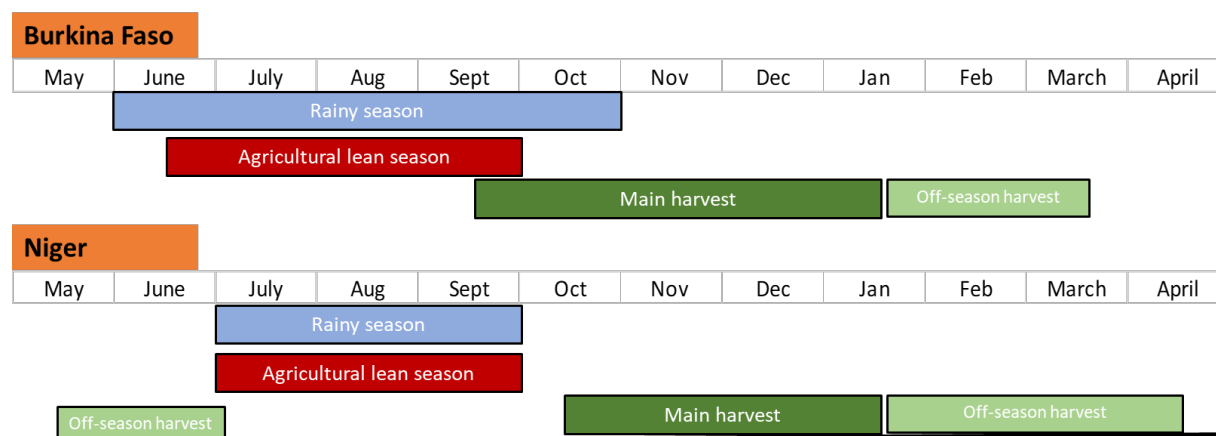 Burkina Faso
May June July Aug Sept Oct Nov Dec Jan Feb March April
Rainy season
Agricultural lean season
Main harvest Off-season harvest
Niger
May June July Aug Sept Oct Nov Dec Jan Feb March April
Rainy season
Agricultural lean season
Off-season harvest Main harvest Off-season harvest